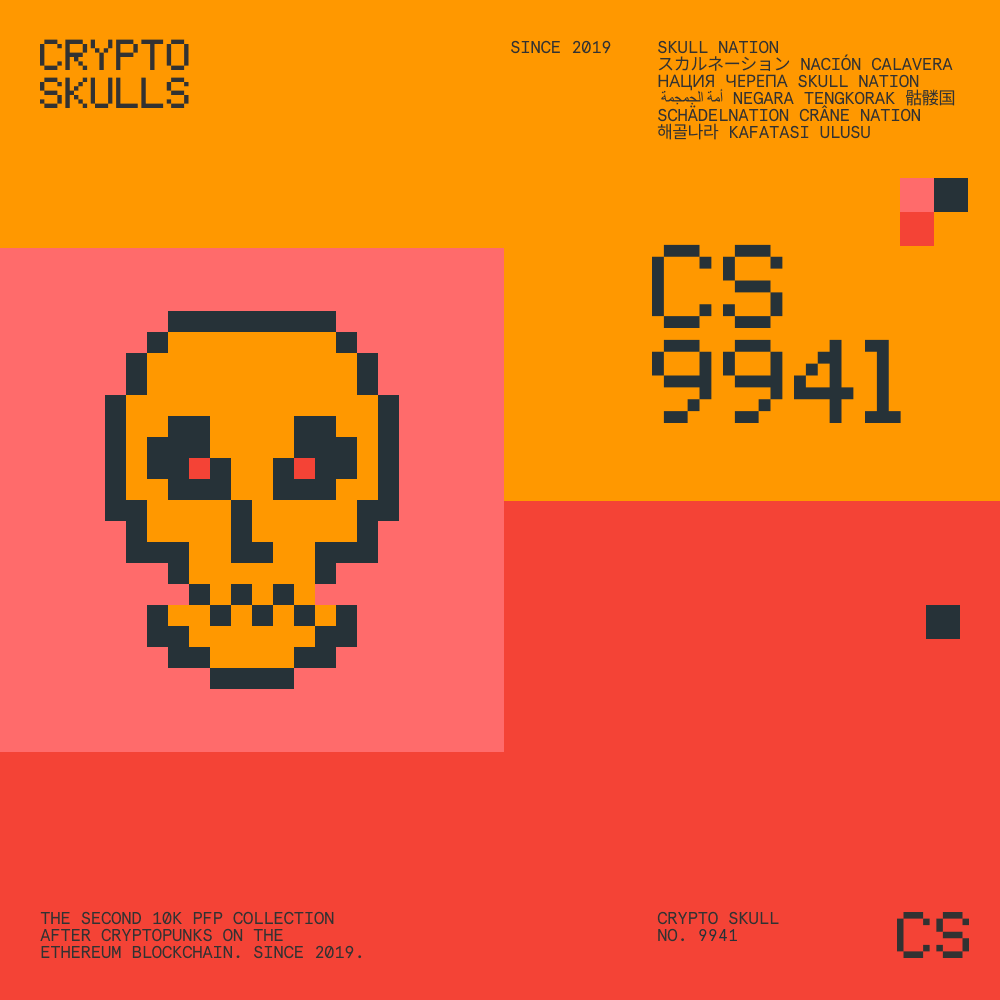 CRYPTO
SKULLS
SINCE 2019
SKULL NATION
スカルネーション NACIÓN CALAVERA
НАЦИЯ ЧЕРЕПА SKULL NATION
أمة الجمجمة NEGARA TENGKORAK 骷髅国
SCHÄDELNATION CRÂNE NATION
해골나라 KAFATASI ULUSU
CS
9941
THE SECOND 10K PFP COLLECTION
AFTER CRYPTOPUNKS ON THE
ETHEREUM BLOCKCHAIN. SINCE 2019.
CRYPTO SKULL
NO. 9941
CS